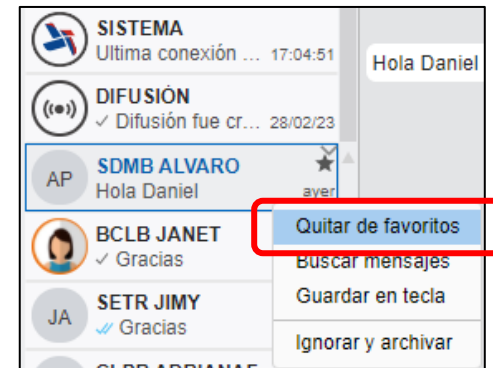 SISTEMA
Ultima conexión ... 17:04:51
Hola Daniel
DIFUSIÓN
✓ Difusión fue cr... 28/02/23
AP
SDMB ALVARO
Hola Daniel
ayer
Quitar de favoritos
BCLB JANET
✓ Gracias
Buscar mensajes
Guardar en tecla
JA
SETR JIMY
Gracias
Ignorar y archivar